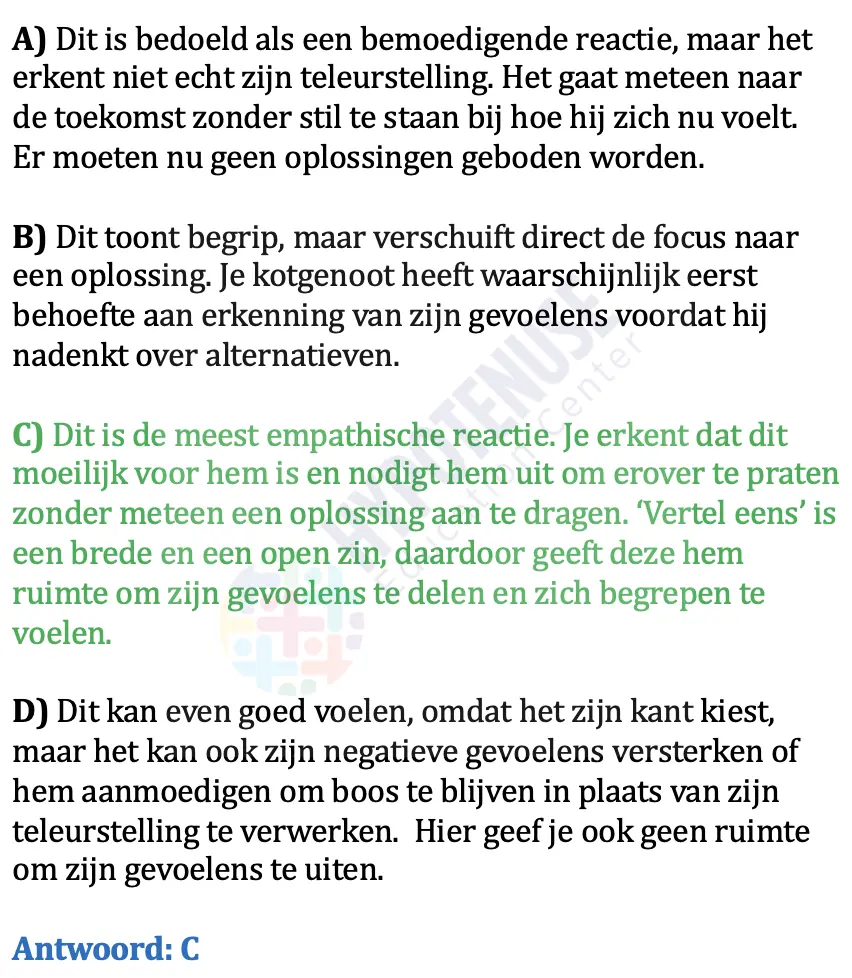 A) Dit is bedoeld als een bemoedigende reactie, maar het
erkent niet echt zijn teleurstelling. Het gaat meteen naar
de toekomst zonder stil te staan bij hoe hij zich nu voelt.
Er moeten nu geen oplossingen geboden worden.
B) Dit toont begrip, maar verschuift direct de focus naar
een oplossing. Je kotgenoot heeft waarschijnlijk eerst
behoefte aan erkenning van zijn gevoelens voordat hij
nadenkt over alternatieven.
C) Dit is de meest empathische reactie. Je erkent dat dit
moeilijk voor hem is en nodigt hem uit om erover te praten
zonder meteen een oplossing aan te dragen. ‘Vertel eens’ is
een brede en een open zin, daardoor geeft deze hem
ruimte om zijn gevoelens te delen en zich begrepen te
voelen.
D) Dit kan even goed voelen, omdat het zijn kant kiest,
maar het kan ook zijn negatieve gevoelens versterken of
hem aanmoedigen om boos te blijven in plaats van zijn
teleurstelling te verwerken.  Hier geef je ook geen ruimte
om zijn gevoelens te uiten.
Antwoord: C
HYPOTENUSE
Education Center